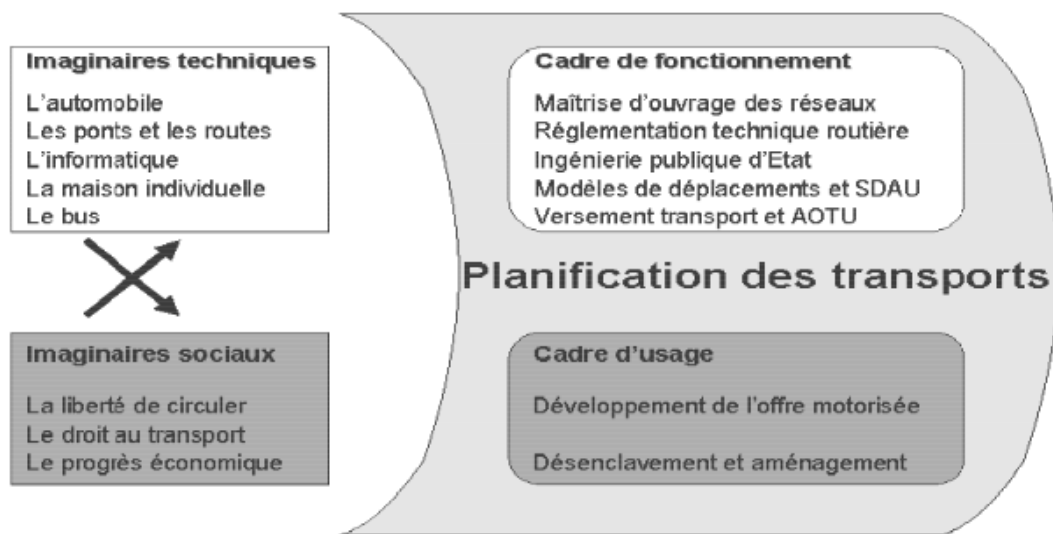 Imaginaires techniques
L'automobile
Les ponts et les routes
L'informatique
La maison individuelle
Le bus
Cadre de fonctionnement
Maîtrise d'ouvrage des réseaux
Réglementation technique routière
Ingénierie publique d'Etat
Modèles de déplacements et SDAU
Versement transport et AOTU
Planification des transports
Imaginaires sociaux
La liberté de circuler
Le droit au transport
Le progrès économique
Cadre d'usage
Développement de l'offre motorisée
Désenclavement et aménagement